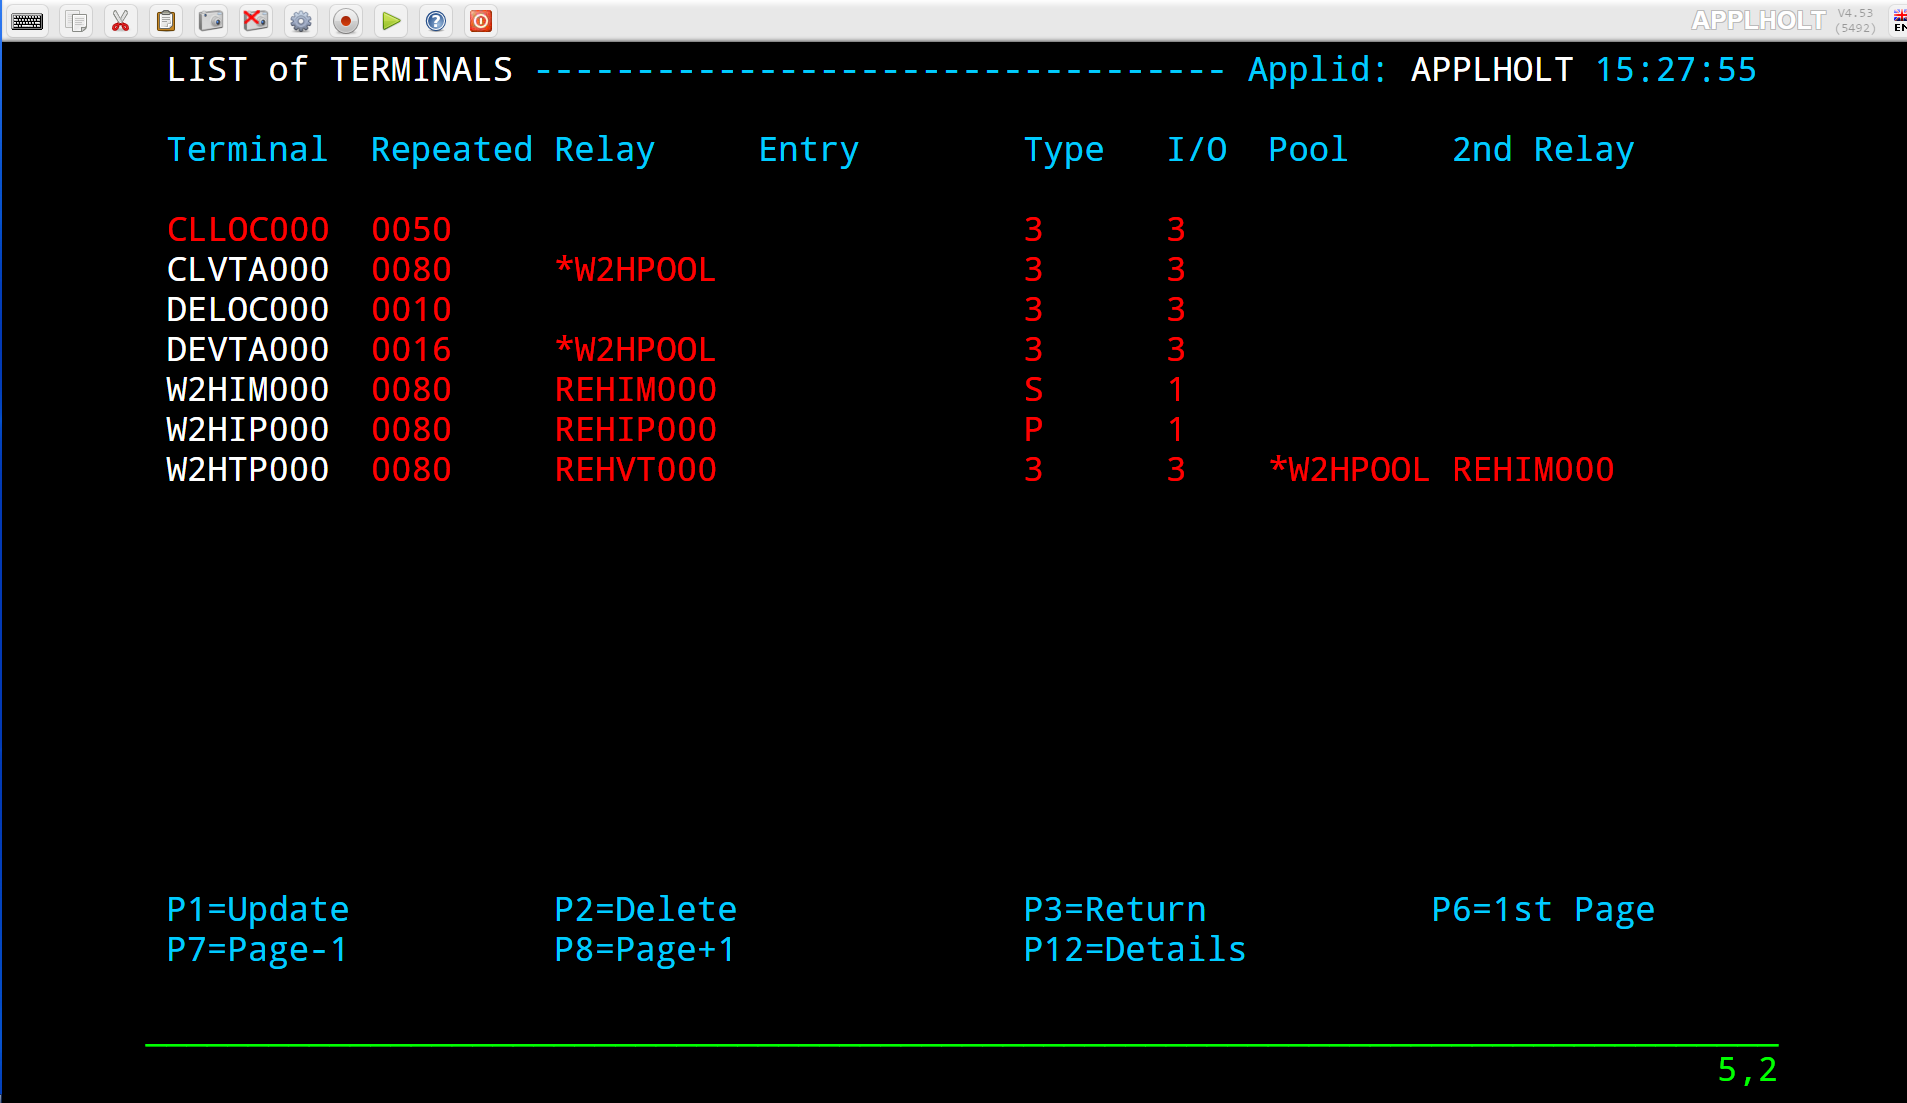 APPLHOLT V4.53 (5492) EN
LIST of TERMINALS ---------------------------------- Applid: APPLHOLT 15:27:55
Terminal Repeated Relay Entry Type I/O Pool 2nd Relay
CLLOC000 0050 3 3
CLVTA000 0080 *W2HPOOL 3 3
DELOC000 0010 3 3
DEVTA000 0016 *W2HPOOL 3 3
W2HIM000 0080 REHIM000 S 1
W2HIP000 0080 REHIP000 P 1
W2HTP000 0080 REHVT000 3 3 *W2HPOOL REHIM000
P1=Update P2=Delete P3=Return P6=1st Page
P7=Page-1 P8=Page+1 P12=Details
5,2